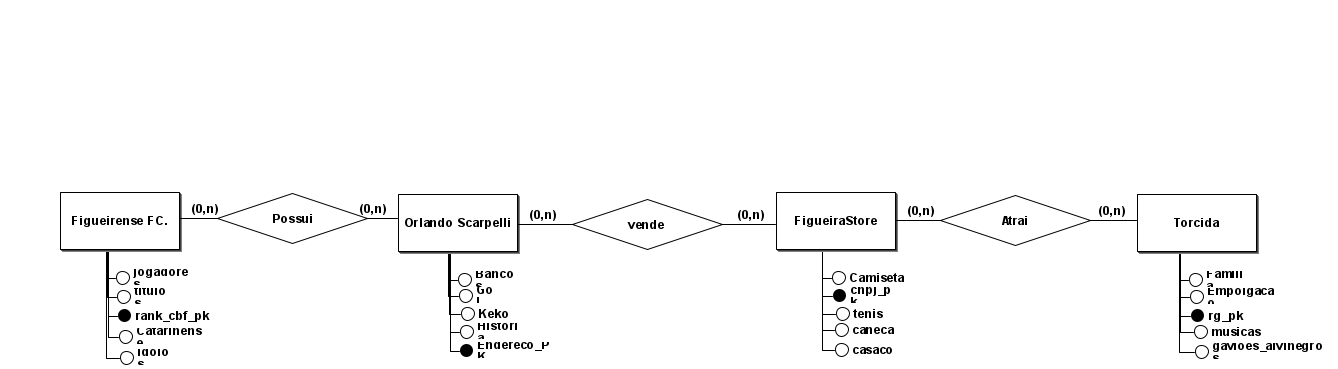 (0,n) Possui (0,n)
(0,n) vende (0,n)
(0,n) Atrai (0,n)
Figueirense FC.
Orlando Scarpelli
FigueiraStore
Torcida
jogadores
titulos
rank_cbf_pk
Catarinense
idolos
Bancos
Gol
Keko
Historia
Endereco_PK
Camiseta
cnpj_pk
tenis
caneca
casaco
Familia
Empolgacao
rg_pk
musicas
gavioes_alvinegros